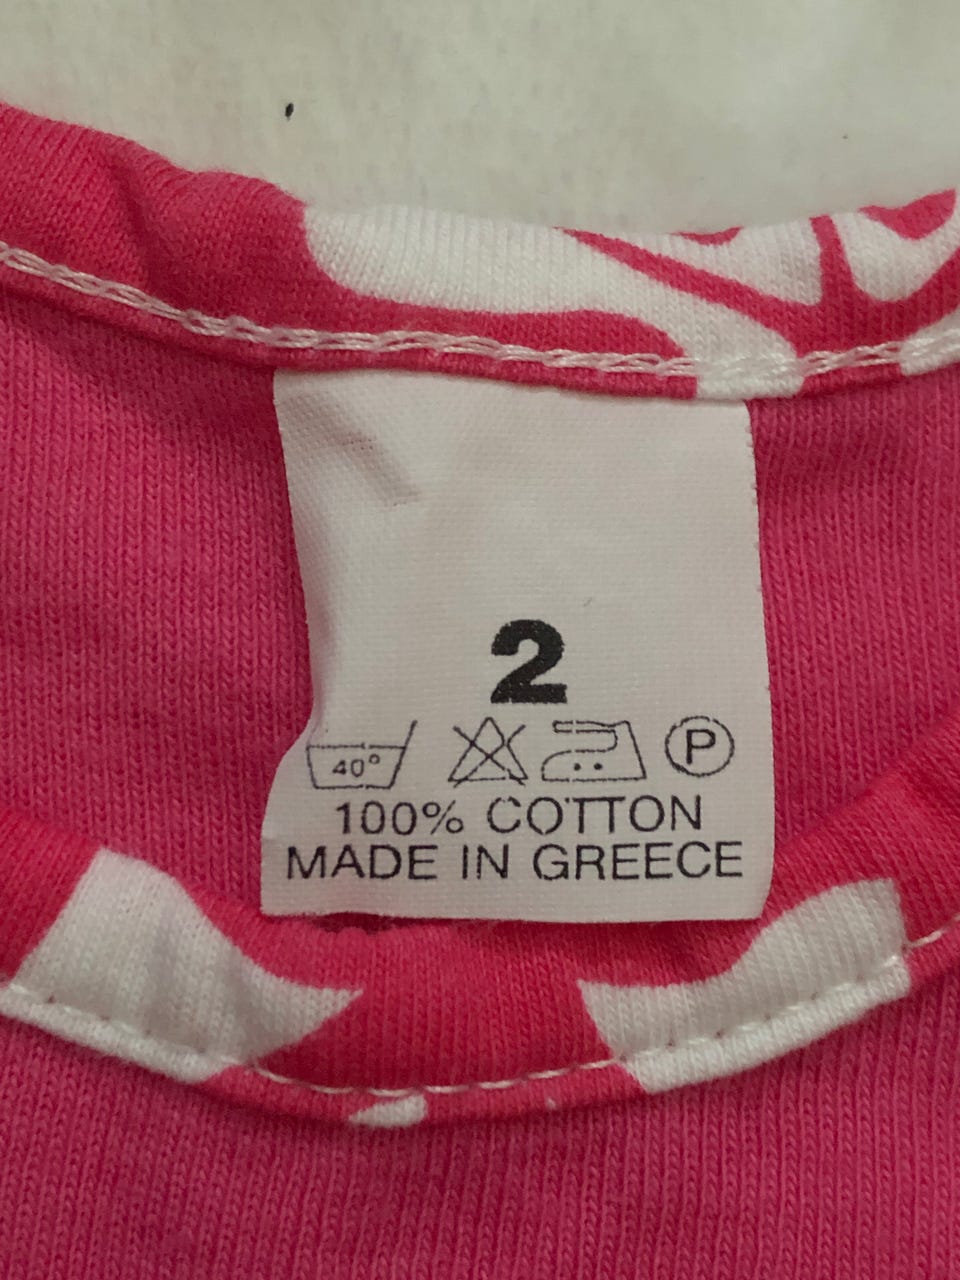 2
40° P
100% COTTON
MADE IN GREECE